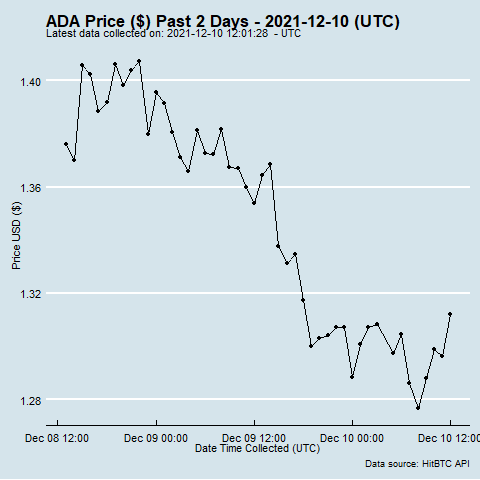 ADA Price ($) Past 2 Days - 2021-12-10 (UTC)
Latest data collected on: 2021-12-10 12:01:28 - UTC
1.40
1.36
1.32
1.28
Price USD ($)
Dec 08 12:00 Dec 09 00:00 Dec 09 12:00 Dec 10 00:00 Dec 10 12:00
Date Time Collected (UTC)
Data source: HitBTC API